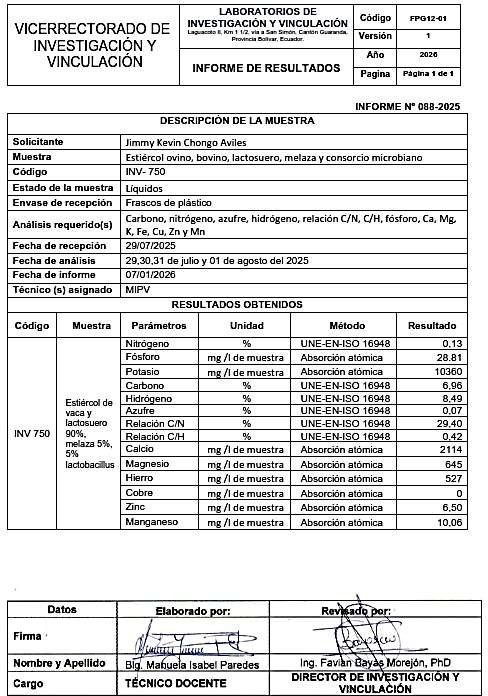 VICERRECTORADO DE
INVESTIGACIÓN Y
VINCULACIÓN
LABORATORIOS DE
INVESTIGACIÓN Y VINCULACIÓN
Laguacoto II, Km 1 1/2, vía a San Simón, Cantón Guaranda,
Provincia Bolívar, Ecuador.
INFORME DE RESULTADOS
Código FPG12-01
Versión 1
Año 2026
Pagina Página 1 de 1
INFORME Nº 088-2025
DESCRIPCIÓN DE LA MUESTRA
Solicitante Jimmy Kevin Chongo Aviles
Muestra Estiércol ovino, bovino, lactosuero, melaza y consorcio microbiano
Código INV- 750
Estado de la muestra Líquidos
Envase de recepción Frascos de plástico
Análisis requerido(s) Carbono, nitrógeno, azufre, hidrógeno, relación C/N, C/H, fósforo, Ca, Mg,
K, Fe, Cu, Zn y Mn
Fecha de recepción 29/07/2025
Fecha de análisis 29,30,31 de julio y 01 de agosto del 2025
Fecha de informe 07/01/2026
Técnico (s) asignado MIPV
RESULTADOS OBTENIDOS
Código Muestra Parámetros Unidad Método Resultado
INV 750
Estiércol de
vaca y
lactosuero
90%,
melaza 5%,
5%
lactobacillus
Nitrógeno % UNE-EN-ISO 16948 0,13
Fósforo mg /l de muestra Absorción atómica 28.81
Potasio mg /l de muestra Absorción atómica 10360
Carbono % UNE-EN-ISO 16948 6,96
Hidrógeno % UNE-EN-ISO 16948 8,49
Azufre % UNE-EN-ISO 16948 0,07
Relación C/N % UNE-EN-ISO 16948 29,40
Relación C/H % UNE-EN-ISO 16948 0,42
Calcio mg /l de muestra Absorción atómica 2114
Magnesio mg /l de muestra Absorción atómica 645
Hierro mg /l de muestra Absorción atómica 527
Cobre mg /l de muestra Absorción atómica 0
Zinc mg /l de muestra Absorción atómica 6,50
Manganeso mg /l de muestra Absorción atómica 10,06
Datos Elaborado por: Revisado por:
Firma
Nombre y Apellido Blg. Manuela Isabel Paredes Ing. Favián Bayas Morejón, PhD
Cargo TÉCNICO DOCENTE DIRECTOR DE INVESTIGACIÓN Y
VINCULACIÓN